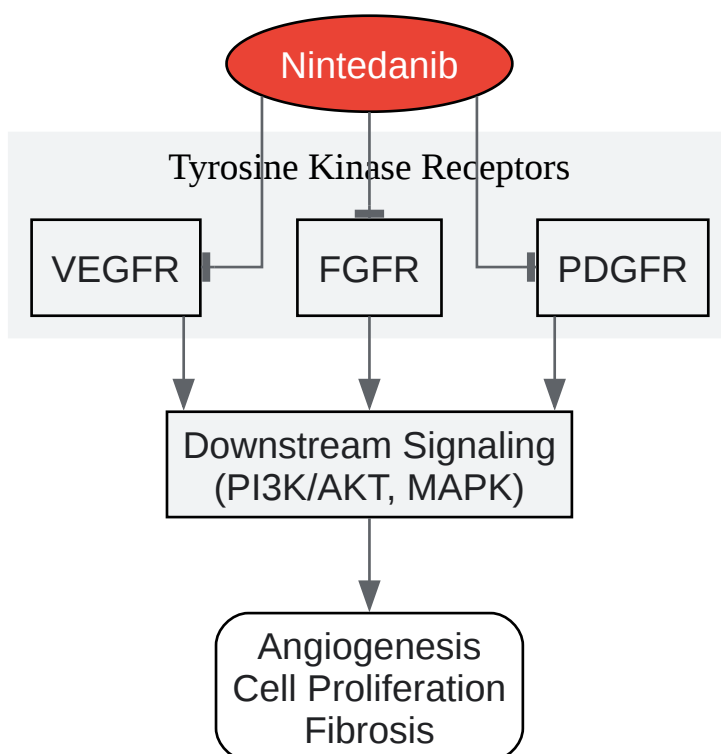 Nintedanib
Tyrosine Kinase Receptors
VEGFR
FGFR
PDGFR
Downstream Signaling
(PI3K/AKT, MAPK)
Angiogenesis
Cell Proliferation
Fibrosis